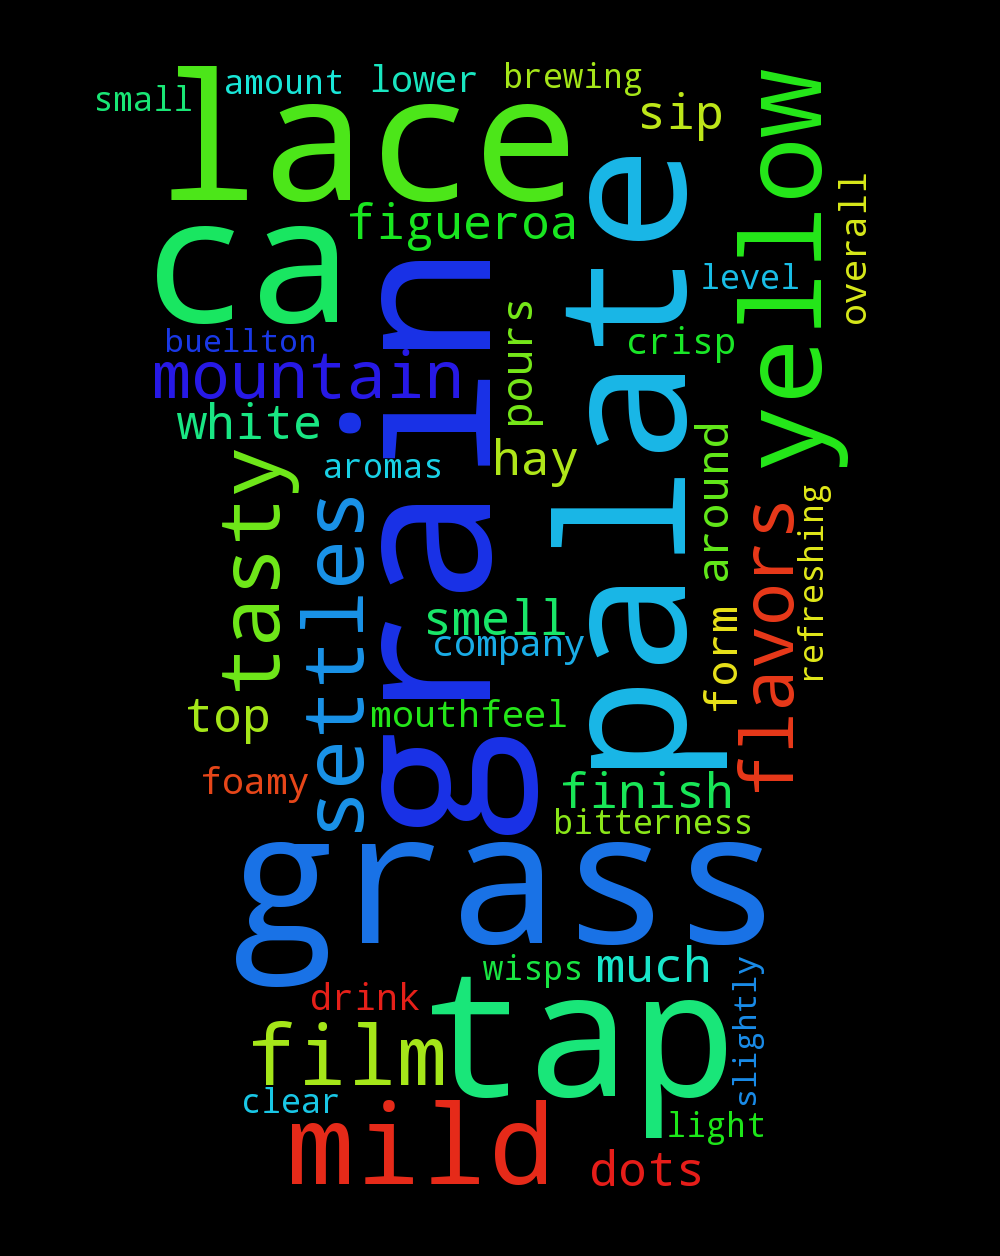 small
amount
lower
brewing
lace
sip
yellow
overall
ca
figueroa
palate
level
grain
buellton
mountain
pours
crisp
white
aromas
hay
around
tasty
settles
flavors
refreshing
smell
company
form
top
mouthfeel
foamy
finish
bitterness
grass
wisps
much
slightly
drink
tap
film
clear
light
mild
dots